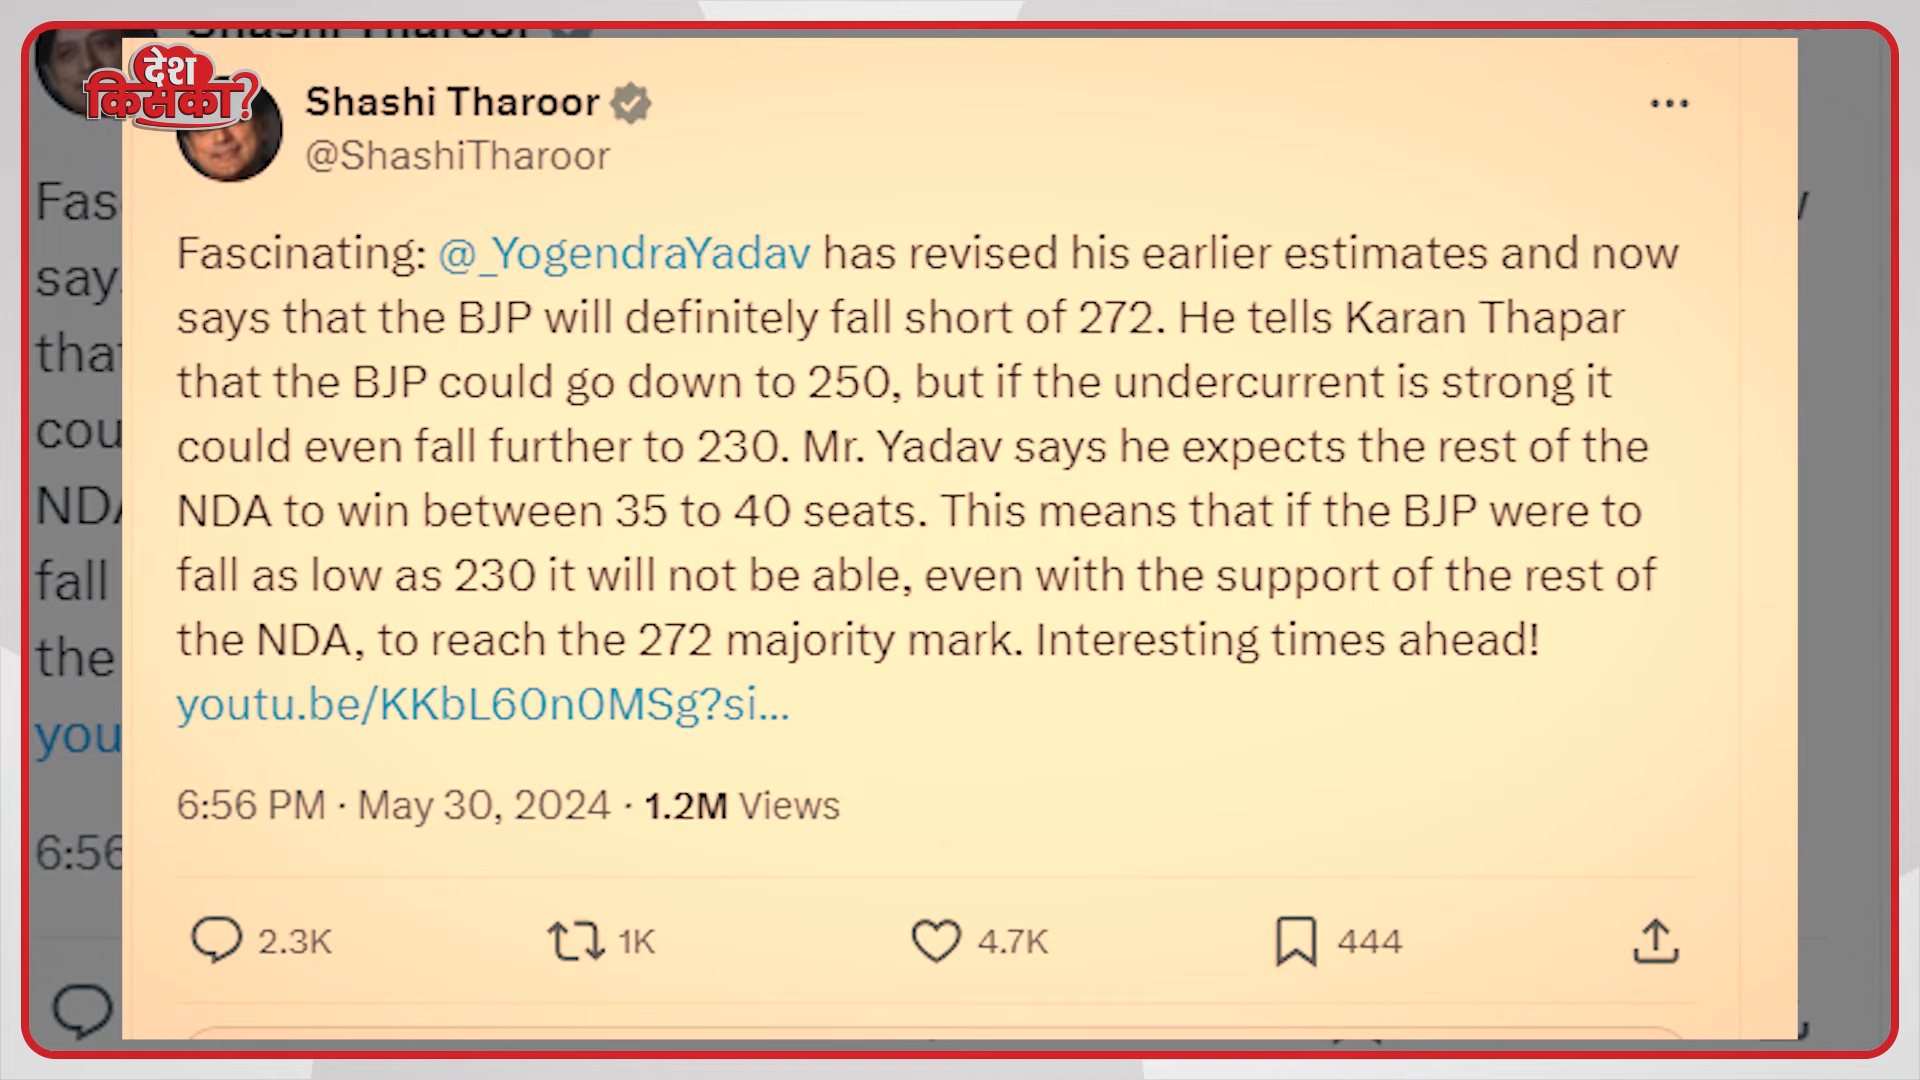 देश
किसका?
Shashi Tharoor
@ShashiTharoor
Fascinating: @_YogendraYadav has revised his earlier estimates and now
says that the BJP will definitely fall short of 272. He tells Karan Thapar
that the BJP could go down to 250, but if the undercurrent is strong it
could even fall further to 230. Mr. Yadav says he expects the rest of the
NDA to win between 35 to 40 seats. This means that if the BJP were to
fall as low as 230 it will not be able, even with the support of the rest of
the NDA, to reach the 272 majority mark. Interesting times ahead!
youtu.be/KKbL60n0MSg?si...
6:56 PM · May 30, 2024 · 1.2M Views
2.3K 1K 4.7K 444